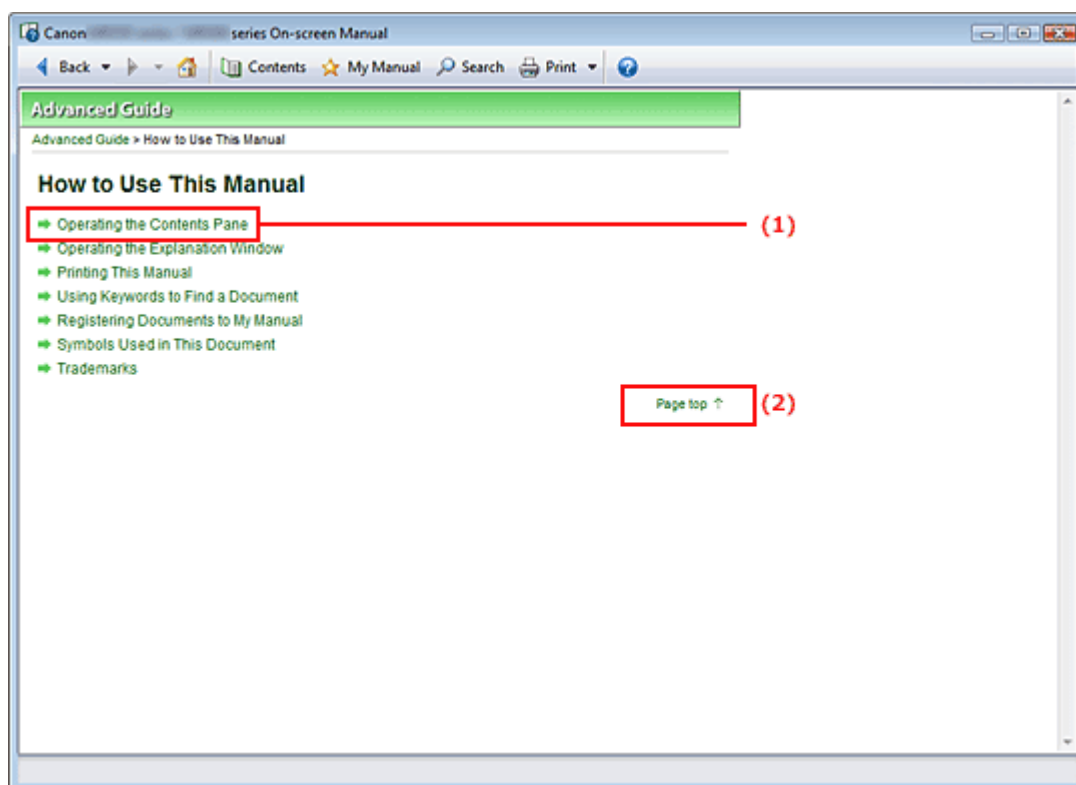 Canon series On-screen Manual
Back Contents My Manual Search Print
Advanced Guide
Advanced Guide > How to Use This Manual
How to Use This Manual
Operating the Contents Pane (1)
Operating the Explanation Window
Printing This Manual
Using Keywords to Find a Document
Registering Documents to My Manual
Symbols Used in This Document
Trademarks
Page top ↑ (2)